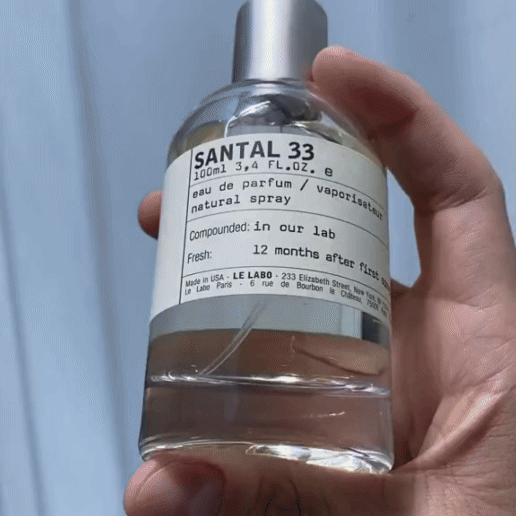 SANTAL 33
100ml 3,4 FL.OZ. e
eau de parfum / vaporisateur
natural spray
Compounded: in our lab
Fresh: 12 months after first
Made in USA - LE LABO - 233 Elizabeth Street, New York,
Le Labo Paris - 6 rue de Bourbon le Château,